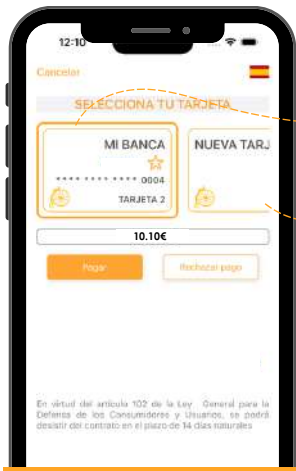 12:10
Cancelar
SELECCIONA TU TARJETA
MI BANCA
**** **** **** 0004
TARJETA 2
NUEVA TARJ
10.10€
Pagar
Rechazar pago
En virtud del artículo 102 de la Ley General para la
Defensa de los Consumidores y Usuarios, se podrá
desistir del contrato en el plazo de 14 días naturales